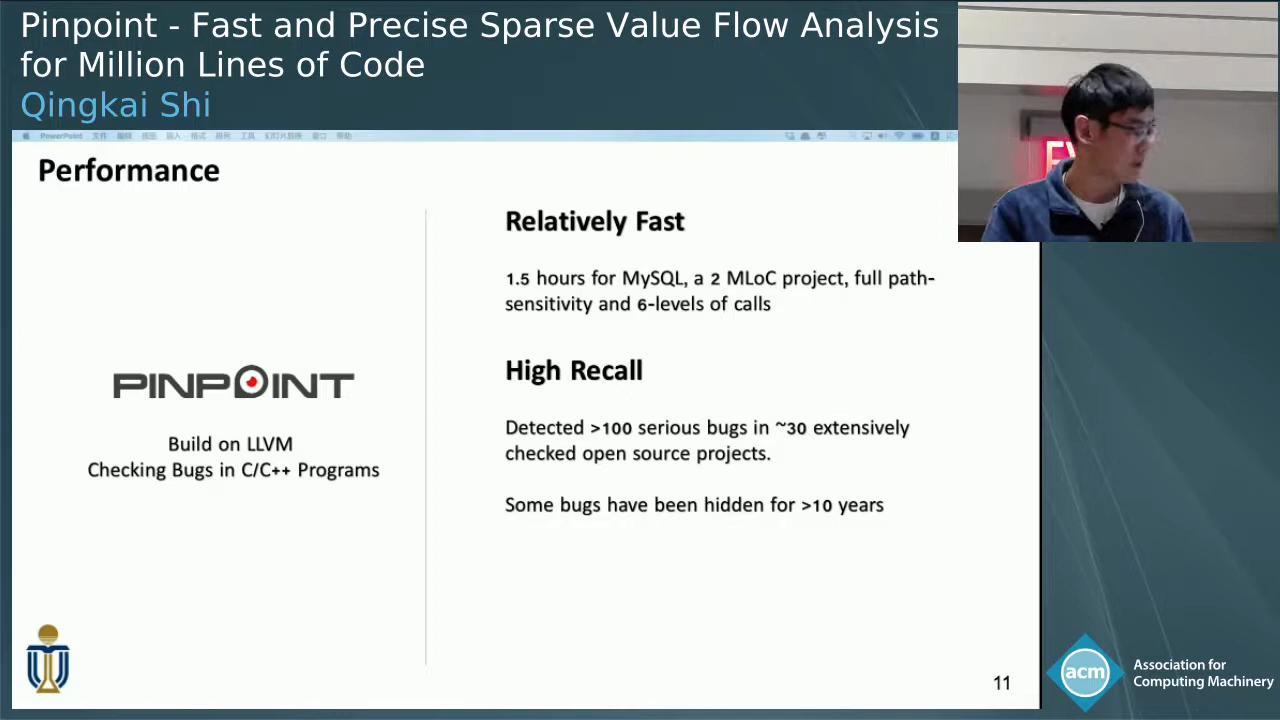 Pinpoint - Fast and Precise Sparse Value Flow Analysis
for Million Lines of Code
Qingkai Shi
PowerPoint 文件 编辑 视图 插入 格式 工具 幻灯片放映 窗口 帮助
Performance
Relatively Fast
1.5 hours for MySQL, a 2 MLoC project, full path-
sensitivity and 6-levels of calls
PINPOINT
Build on LLVM
Checking Bugs in C/C++ Programs
High Recall
Detected >100 serious bugs in ~30 extensively
checked open source projects.
Some bugs have been hidden for >10 years
11
acm
Association for
Computing Machinery